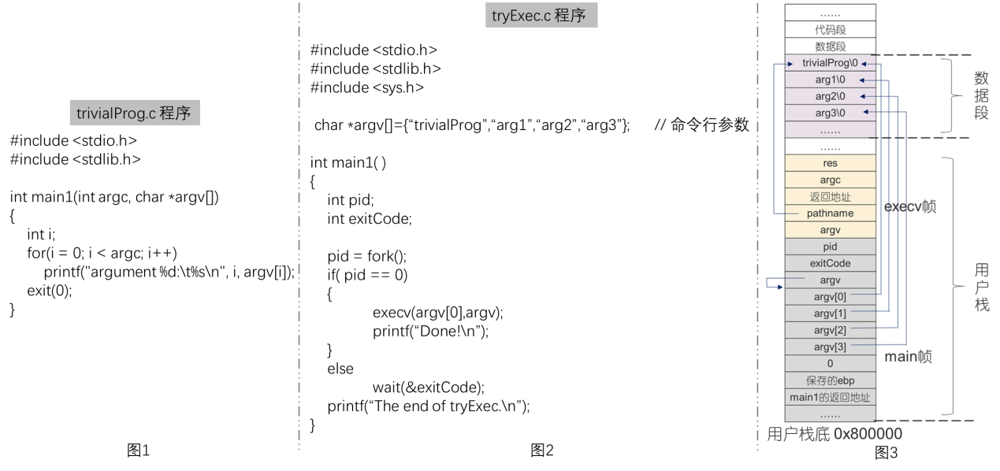 trivialProg.c 程序
#include <stdio.h>
#include <stdlib.h>
int main1(int argc, char *argv[])
{
int i;
for(i = 0; i < argc; i++)
printf("argument %d:\t%s\n", i, argv[i]);
exit(0);
}
图1
tryExec.c 程序
#include <stdio.h>
#include <stdlib.h>
#include <sys.h>
char *argv[]={“trivialProg”,“arg1”,“arg2”,“arg3”}; // 命令行参数
int main1( )
{
int pid;
int exitCode;
pid = fork();
if( pid == 0)
{
execv(argv[0],argv);
printf(“Done!\n”);
}
else
wait(&exitCode);
printf(“The end of tryExec.\n”);
}
图2
……
代码段
数据段
trivialProg\0
arg1\0
arg2\0
arg3\0
……
数据段
……
res
argc
返回地址
pathname
argv
execv帧
pid
exitCode
argv
argv[0]
argv[1]
argv[2]
argv[3]
0
保存的ebp
main1的返回地址
……
main帧
用户栈
用户栈底 0x800000
图3